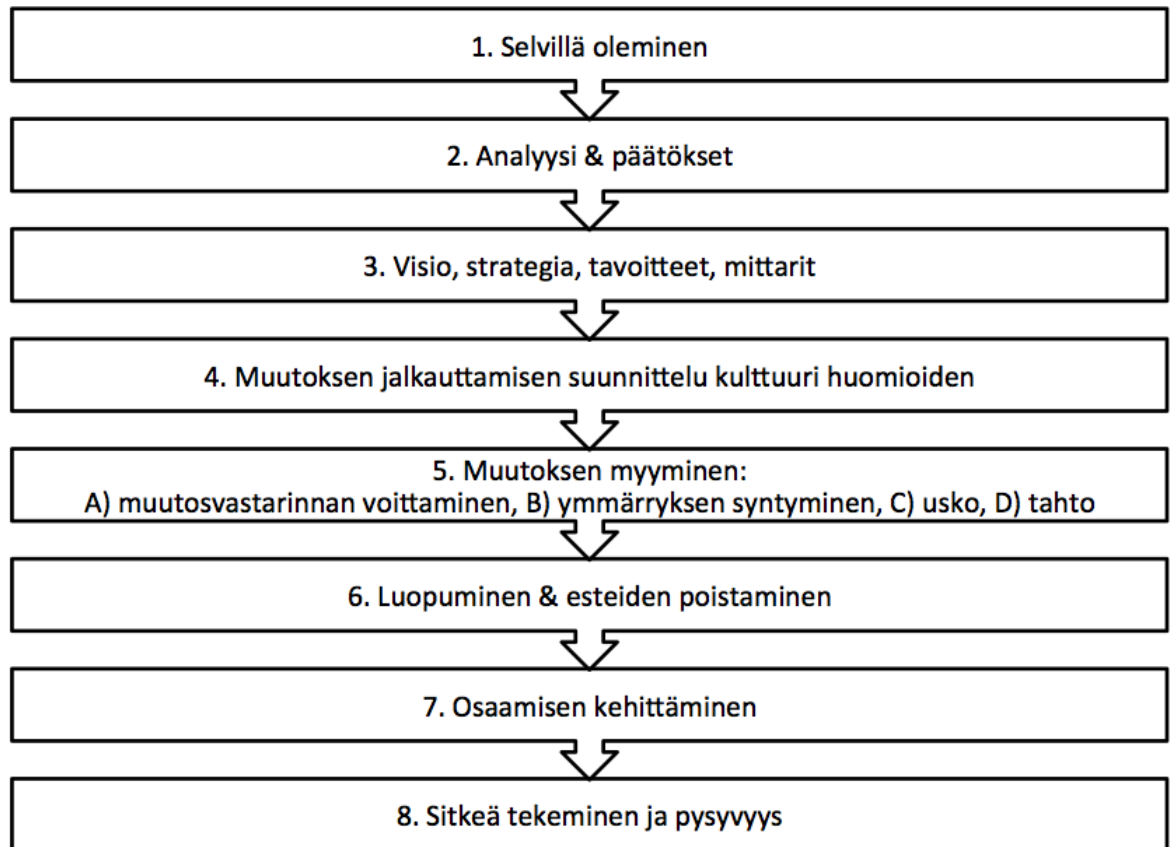 1. Selvillä oleminen
2. Analyysi & päätökset
3. Visio, strategia, tavoitteet, mittarit
4. Muutoksen jalkauttamisen suunnittelu kulttuuri huomioiden
5. Muutoksen myyminen:
A) muutosvastarinnan voittaminen, B) ymmärryksen syntyminen, C) usko, D) tahto
6. Luopuminen & esteiden poistaminen
7. Osaamisen kehittäminen
8. Sitkeä tekeminen ja pysyvyys